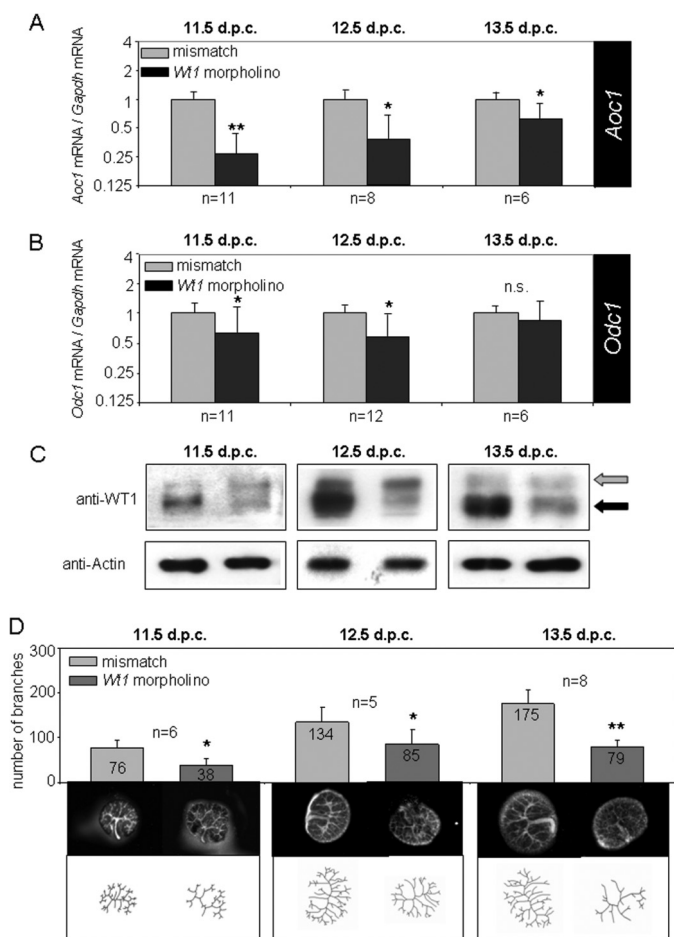 A
11.5 d.p.c. 12.5 d.p.c. 13.5 d.p.c.
Aoc1 mRNA / Gapdh mRNA
4
2
1
0.5
0.25
0.125
mismatch
Wt1 morpholino
** * *
n=11 n=8 n=6
Aoc1
B
11.5 d.p.c. 12.5 d.p.c. 13.5 d.p.c.
Odc1 mRNA / Gapdh mRNA
4
2
1
0.5
0.25
0.125
mismatch
Wt1 morpholino
* * n.s.
n=11 n=12 n=6
Odc1
C
11.5 d.p.c. 12.5 d.p.c. 13.5 d.p.c.
anti-WT1
anti-Actin
D
11.5 d.p.c. 12.5 d.p.c. 13.5 d.p.c.
number of branches
300
200
100
0
mismatch
Wt1 morpholino
n=6 n=5 n=8
* * **
76 38 134 85 175 79